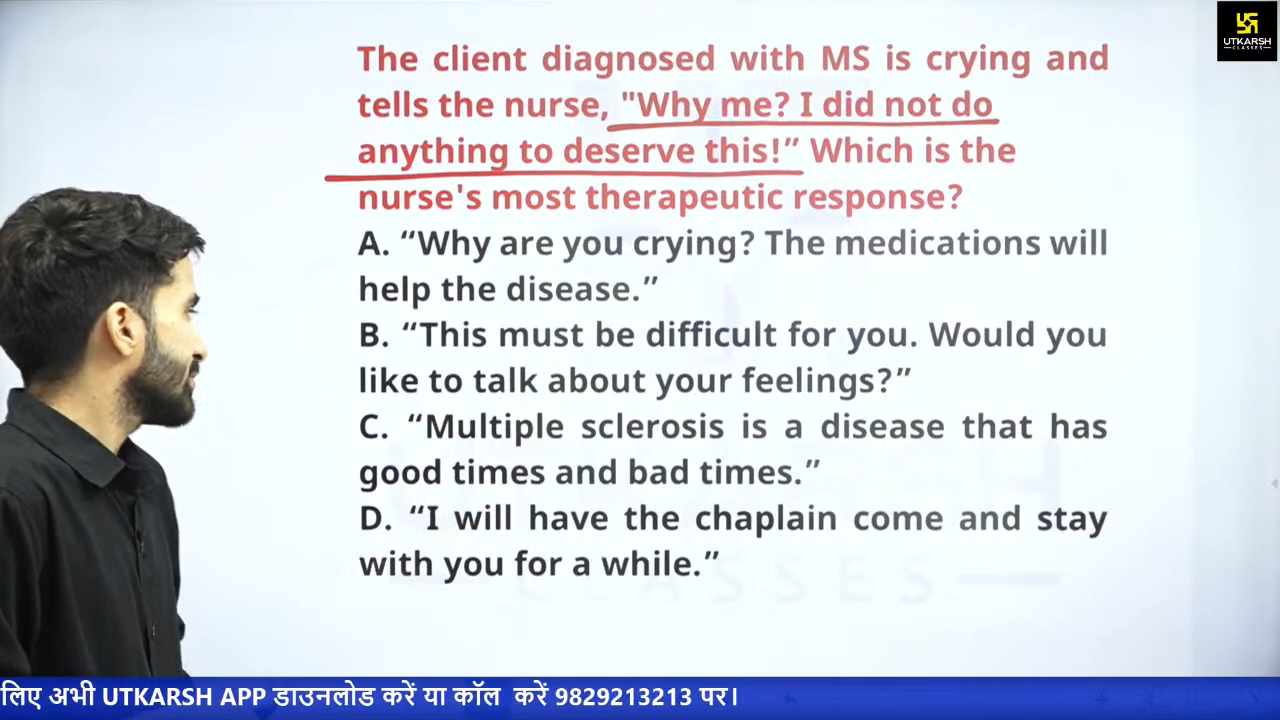 The client diagnosed with MS is crying and
tells the nurse, "Why me? I did not do
anything to deserve this!” Which is the
nurse's most therapeutic response?
A. “Why are you crying? The medications will
help the disease.”
B. “This must be difficult for you. Would you
like to talk about your feelings?”
C. “Multiple sclerosis is a disease that has
good times and bad times.”
D. “I will have the chaplain come and stay
with you for a while.”
UTKARSH
CLASSES
UTKARSH
CLASSES
लिए अभी UTKARSH APP डाउनलोड करें या कॉल करें 9829213213 पर।